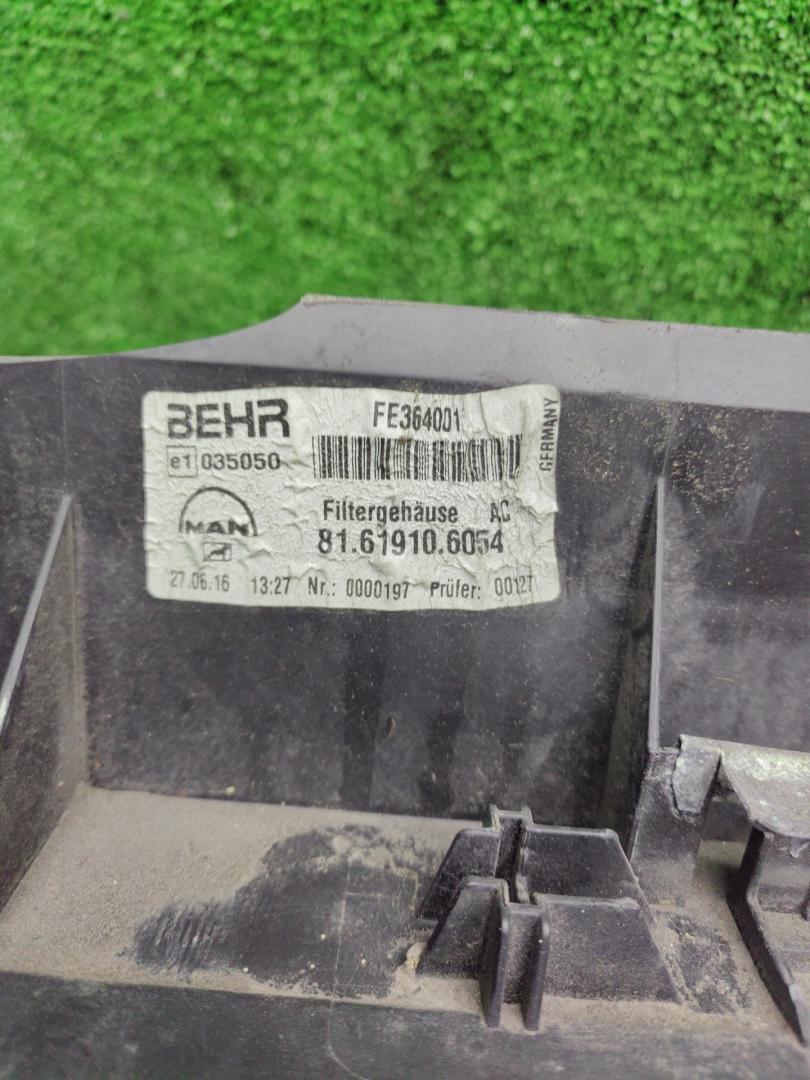 BEHR FE364001
GERMANY
e1 035050
MAN
Filtergehäuse AC
81.61910.6054
27.06.16 13:27 Nr.: 0000197 Prüfer: 00127